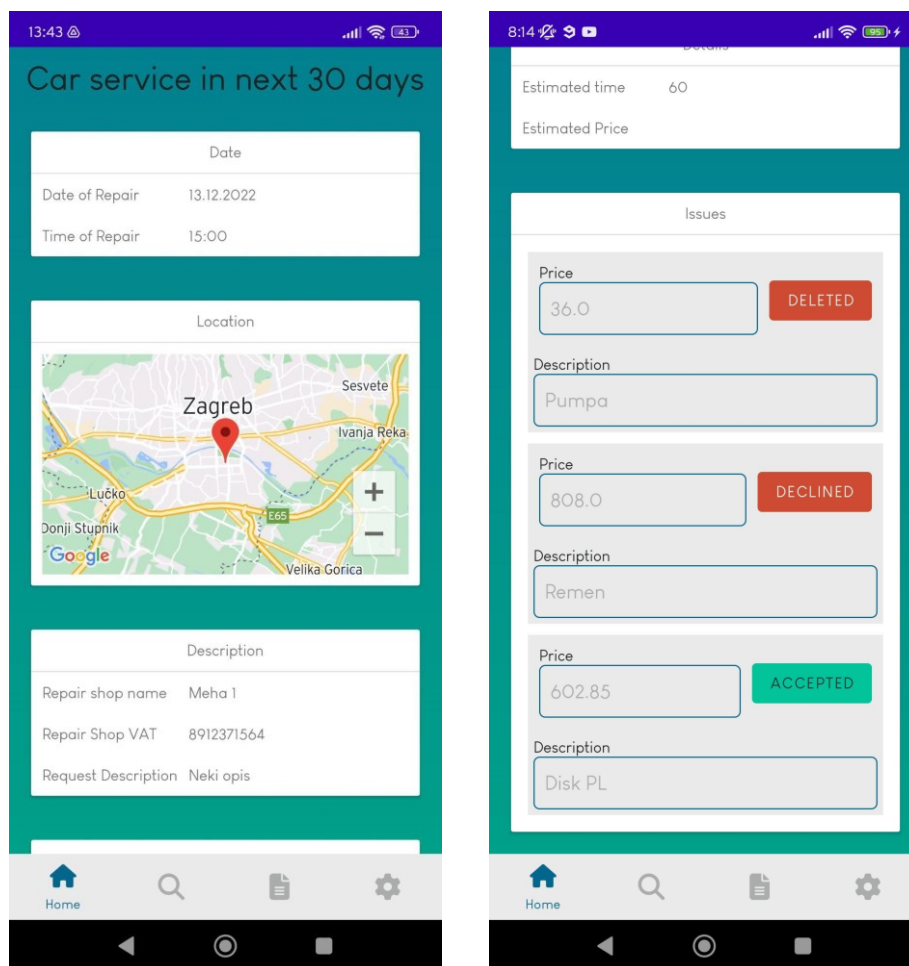 13:43
43
Car service in next 30 days
Date
Date of Repair 13.12.2022
Time of Repair 15:00
Location
Sesvete
Zagreb
Ivanja Reka
Lučko
E65
Donji Stupnik
Google
Velika Gorica
Description
Repair shop name Meha 1
Repair Shop VAT 8912371564
Request Description Neki opis
Home
8:14
95
Details
Estimated time 60
Estimated Price
Issues
Price
36.0
DELETED
Description
Pumpa
Price
808.0
DECLINED
Description
Remen
Price
602.85
ACCEPTED
Description
Disk PL
Home